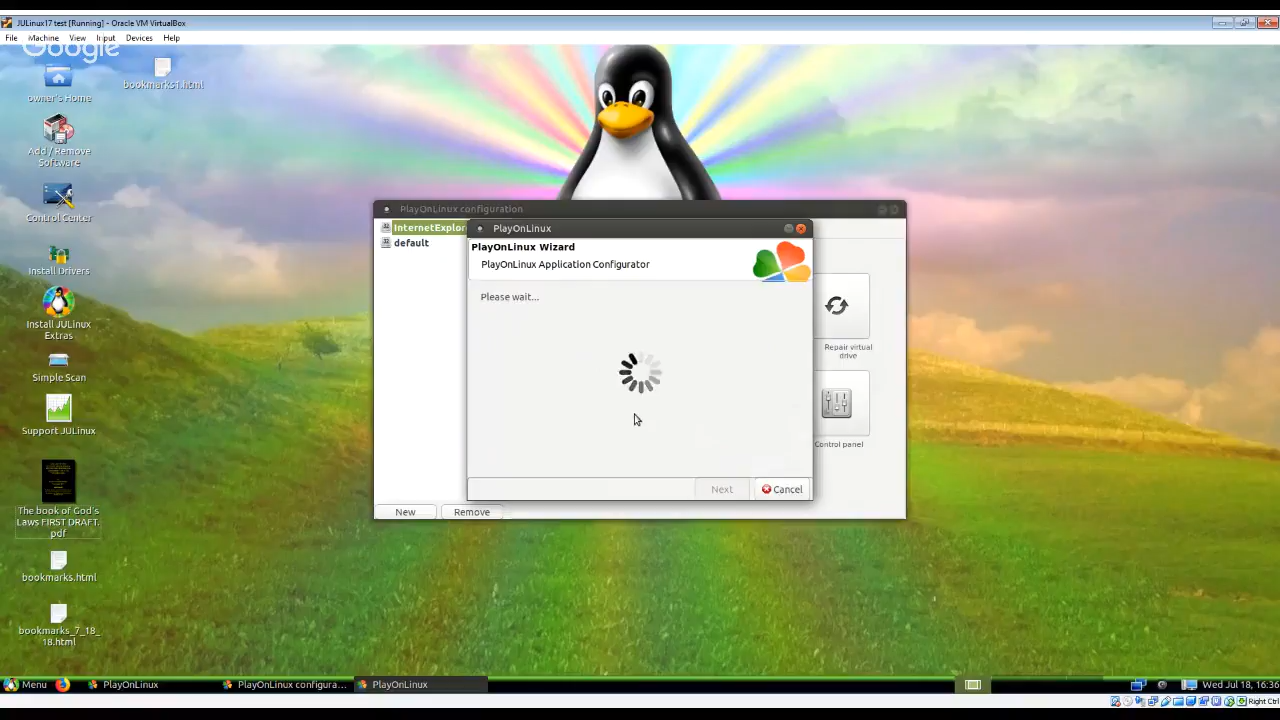 JULinux17 test [Running] - Oracle VM VirtualBox
File Machine View Input Devices Help
Google
owner's Home
bookmarks1.html
Add / Remove
Software
Control Center
Install Drivers
Install JULinux
Extras
Simple Scan
Support JULinux
The book of God's
Laws FIRST DRAFT.
pdf
bookmarks.html
bookmarks_7_18_
18.html
PlayOnLinux configuration
InternetExplor
default
PlayOnLinux
PlayOnLinux Wizard
PlayOnLinux Application Configurator
Please wait...
Next
Cancel
Repair virtual
drive
Control panel
New
Remove
Menu
PlayOnLinux
PlayOnLinux configura...
PlayOnLinux
Wed Jul 18, 16:36
Right Ctrl